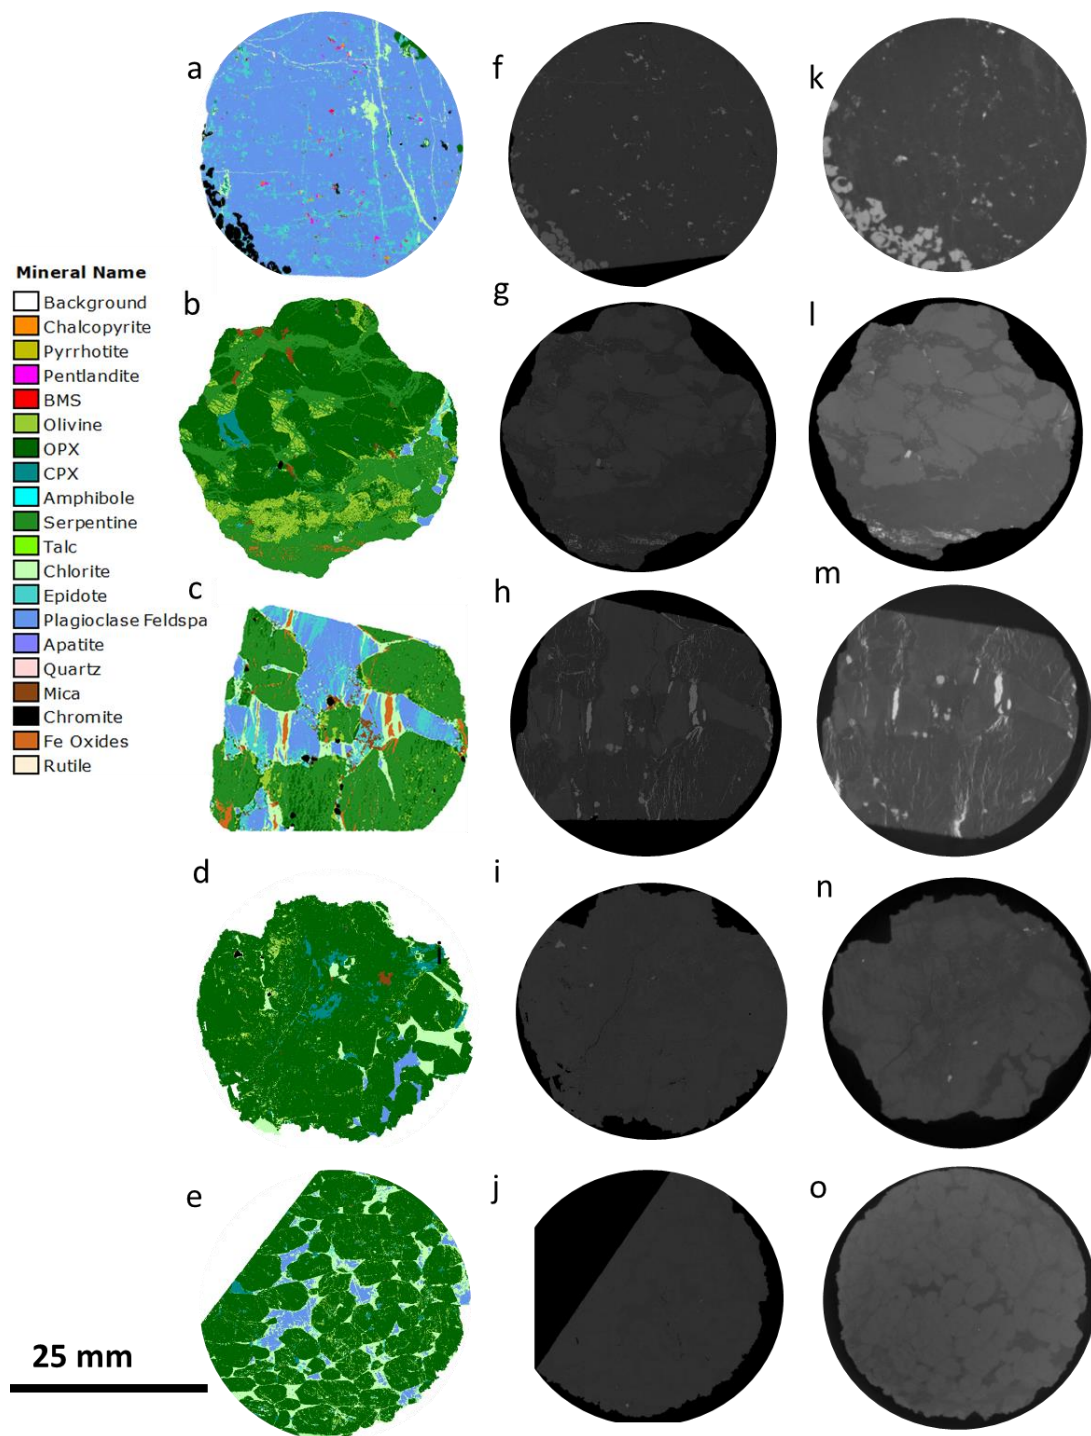 a
f
k
Mineral Name
Background
Chalcopyrite
Pyrrhotite
Pentlandite
BMS
Olivine
OPX
CPX
Amphibole
Serpentine
Talc
Chlorite
Epidote
Plagioclase Feldspa
Apatite
Quartz
Mica
Chromite
Fe Oxides
Rutile
b
g
l
c
h
m
d
i
n
i
e
j
o
25 mm